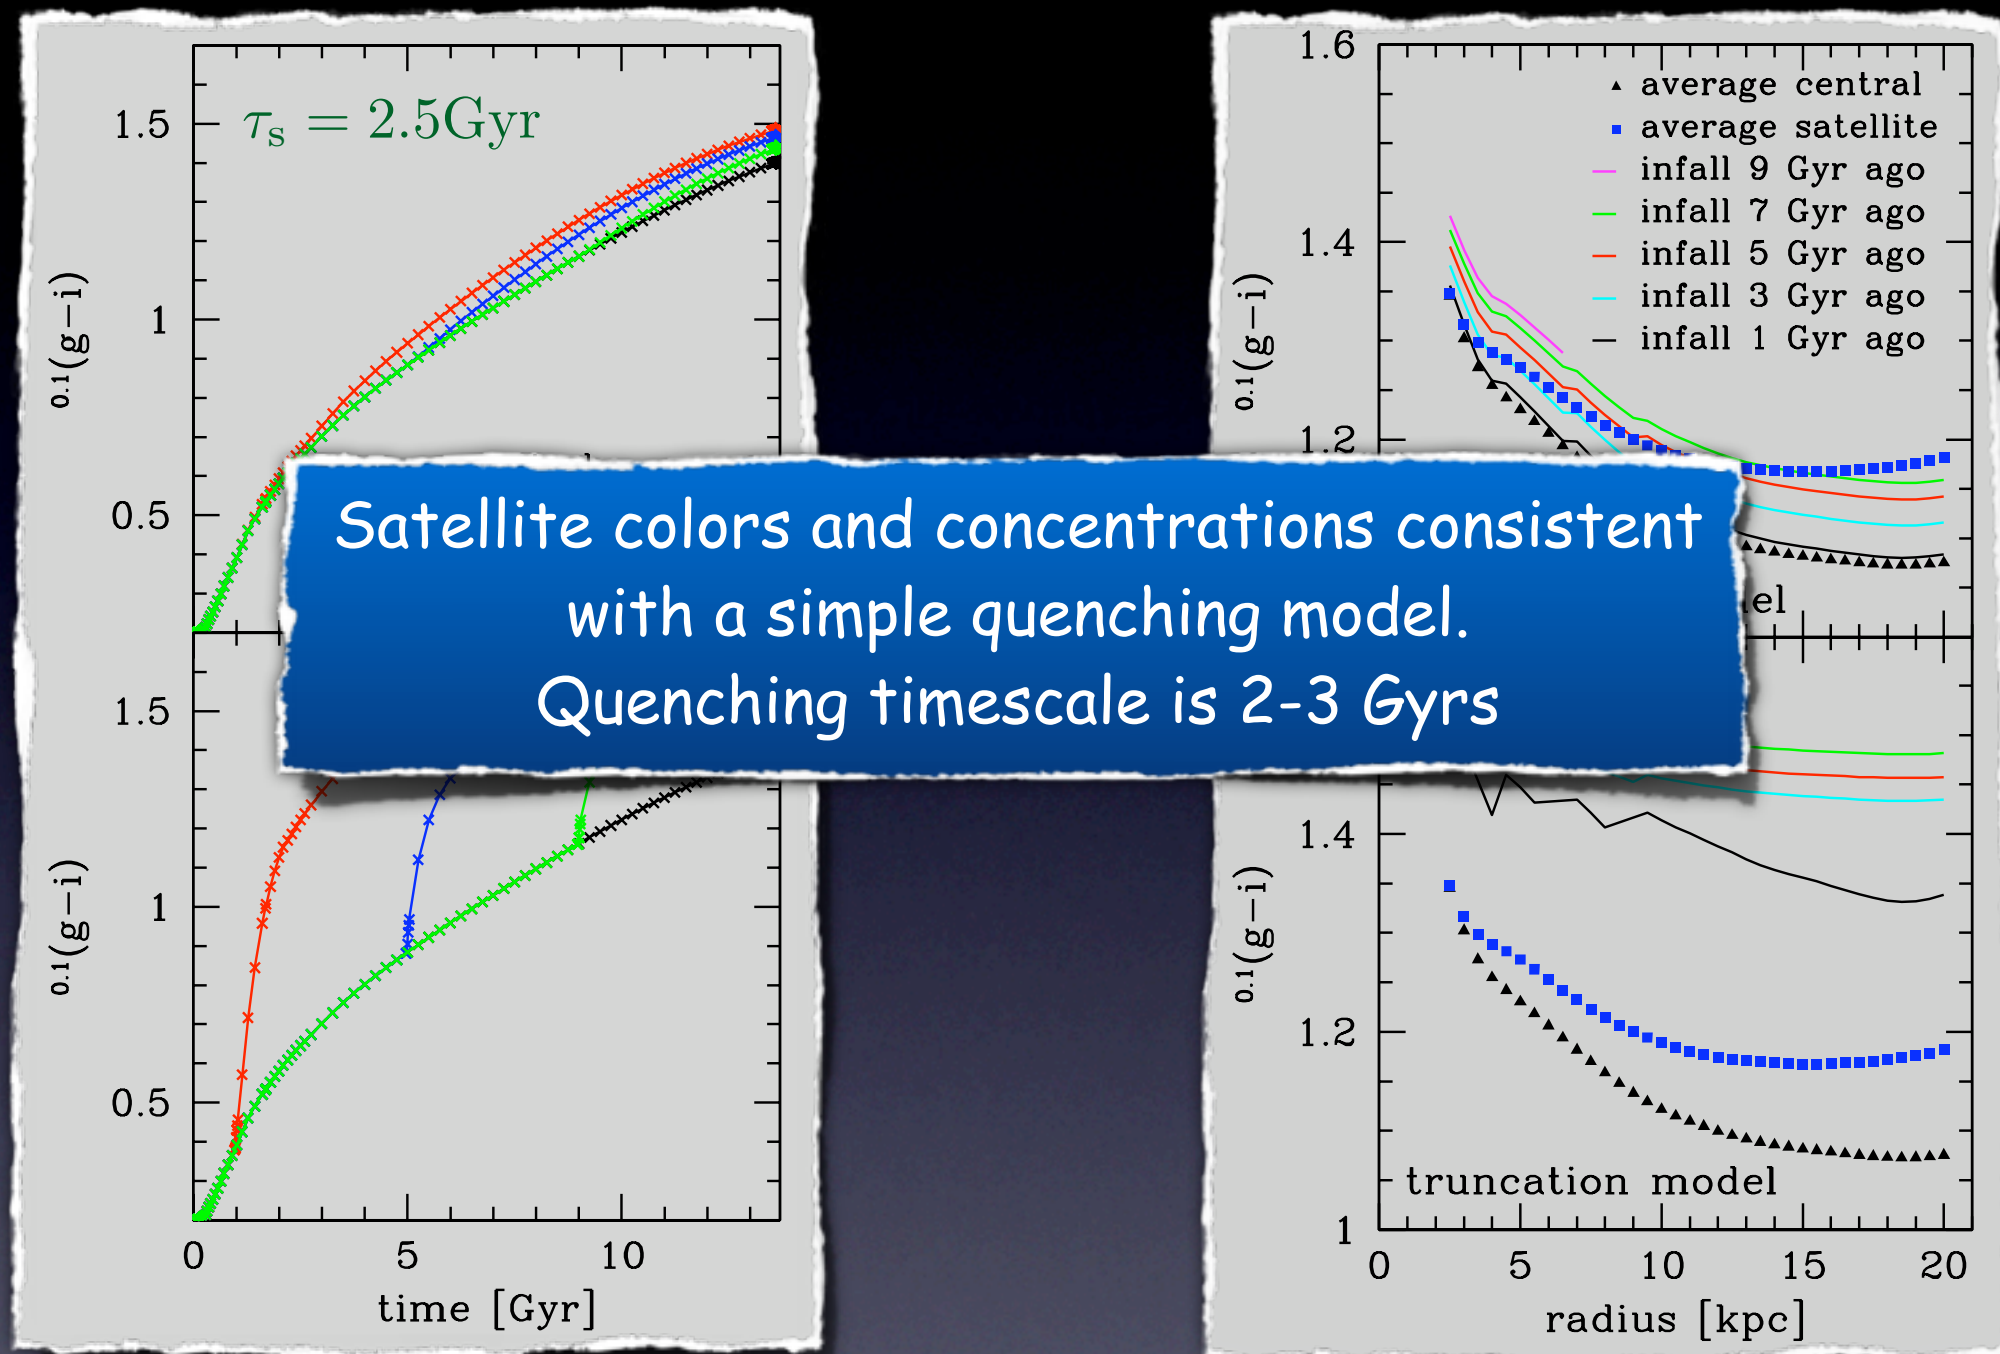 τs = 2.5Gyr
1.5
1
0.5
0.1(g−i)
1.5
1
0.5
0.1(g−i)
0 5 10
time [Gyr]
Satellite colors and concentrations consistent
with a simple quenching model.
Quenching timescale is 2-3 Gyrs
1.6
1.4
1.2
0.1(g−i)
average central
average satellite
infall 9 Gyr ago
infall 7 Gyr ago
infall 5 Gyr ago
infall 3 Gyr ago
infall 1 Gyr ago
1.4
1.2
1
0.1(g−i)
truncation model
0 5 10 15 20
radius [kpc]